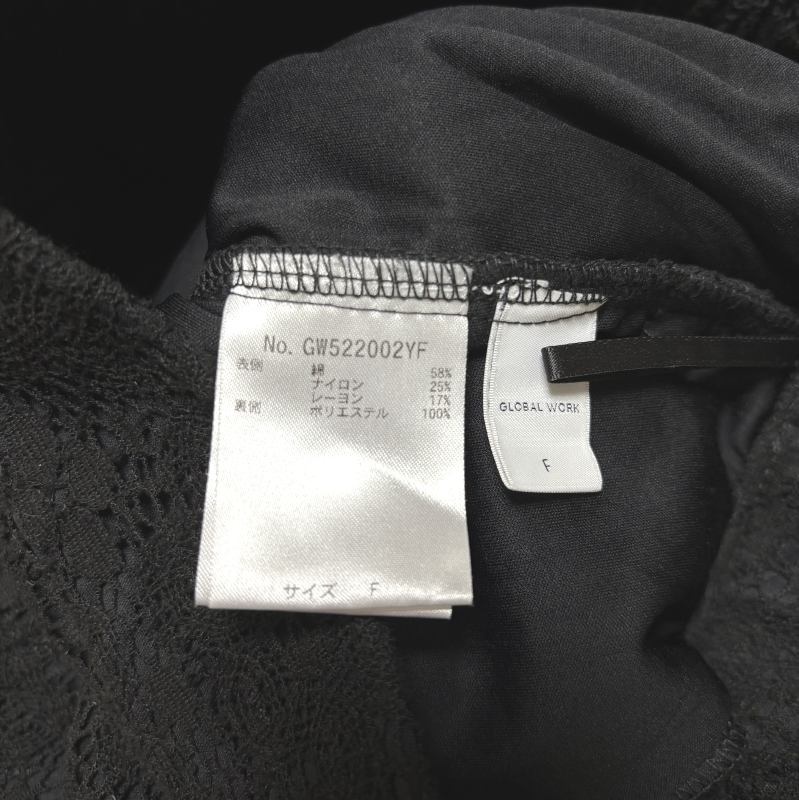 No. GW522002YF
表側 綿 58%
ナイロン 25%
レーヨン 17%
裏側 ポリエステル 100%
サイズ F
GLOBAL WORK
F